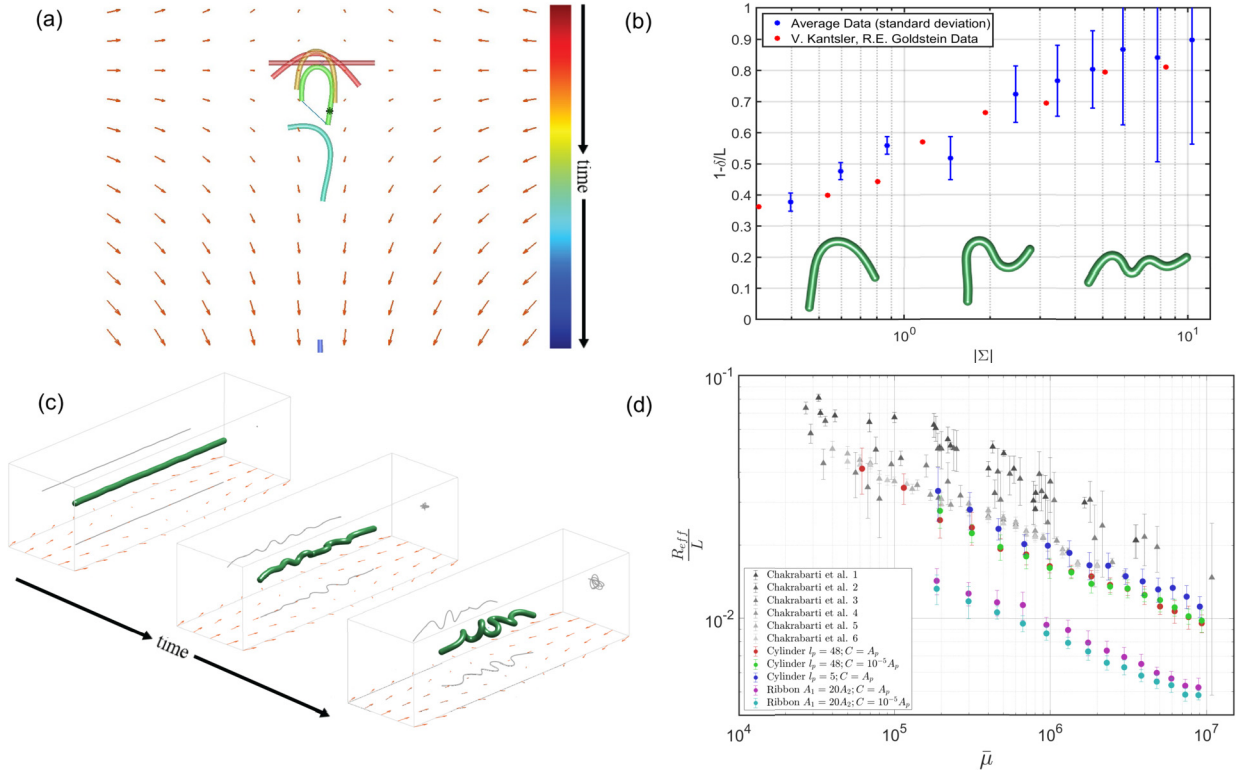 (a)
time
(b)
Average Data (standard deviation)
V. Kantsler, R.E. Goldstein Data
1-δ/L
1
0.9
0.8
0.7
0.6
0.5
0.4
0.3
0.2
0.1
0
10⁰
10¹
|Σ|
(c)
time
(d)
R_eff/L
10⁻¹
10⁻²
Chakrabarti et al. 1
Chakrabarti et al. 2
Chakrabarti et al. 3
Chakrabarti et al. 4
Chakrabarti et al. 5
Chakrabarti et al. 6
Cylinder l_p = 48; C = A_p
Cylinder l_p = 48; C = 10⁻⁵A_p
Cylinder l_p = 5; C = A_p
Ribbon A₁ = 20A₂; C = A_p
Ribbon A₁ = 20A₂; C = 10⁻⁵A_p
10⁴
10⁵
10⁶
10⁷
μ̄